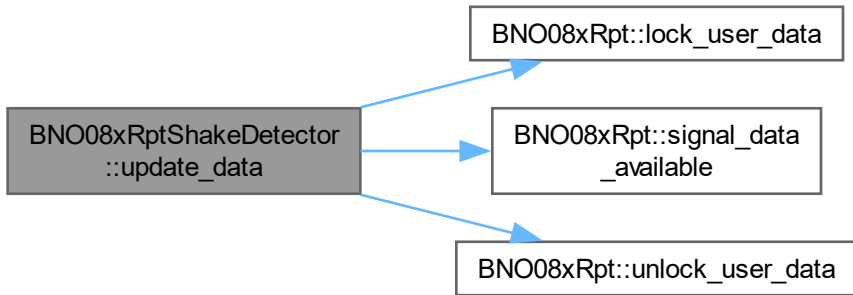 BNO08xRpt::lock_user_data
BNO08xRptShakeDetector
::update_data
BNO08xRpt::signal_data
_available
BNO08xRpt::unlock_user_data